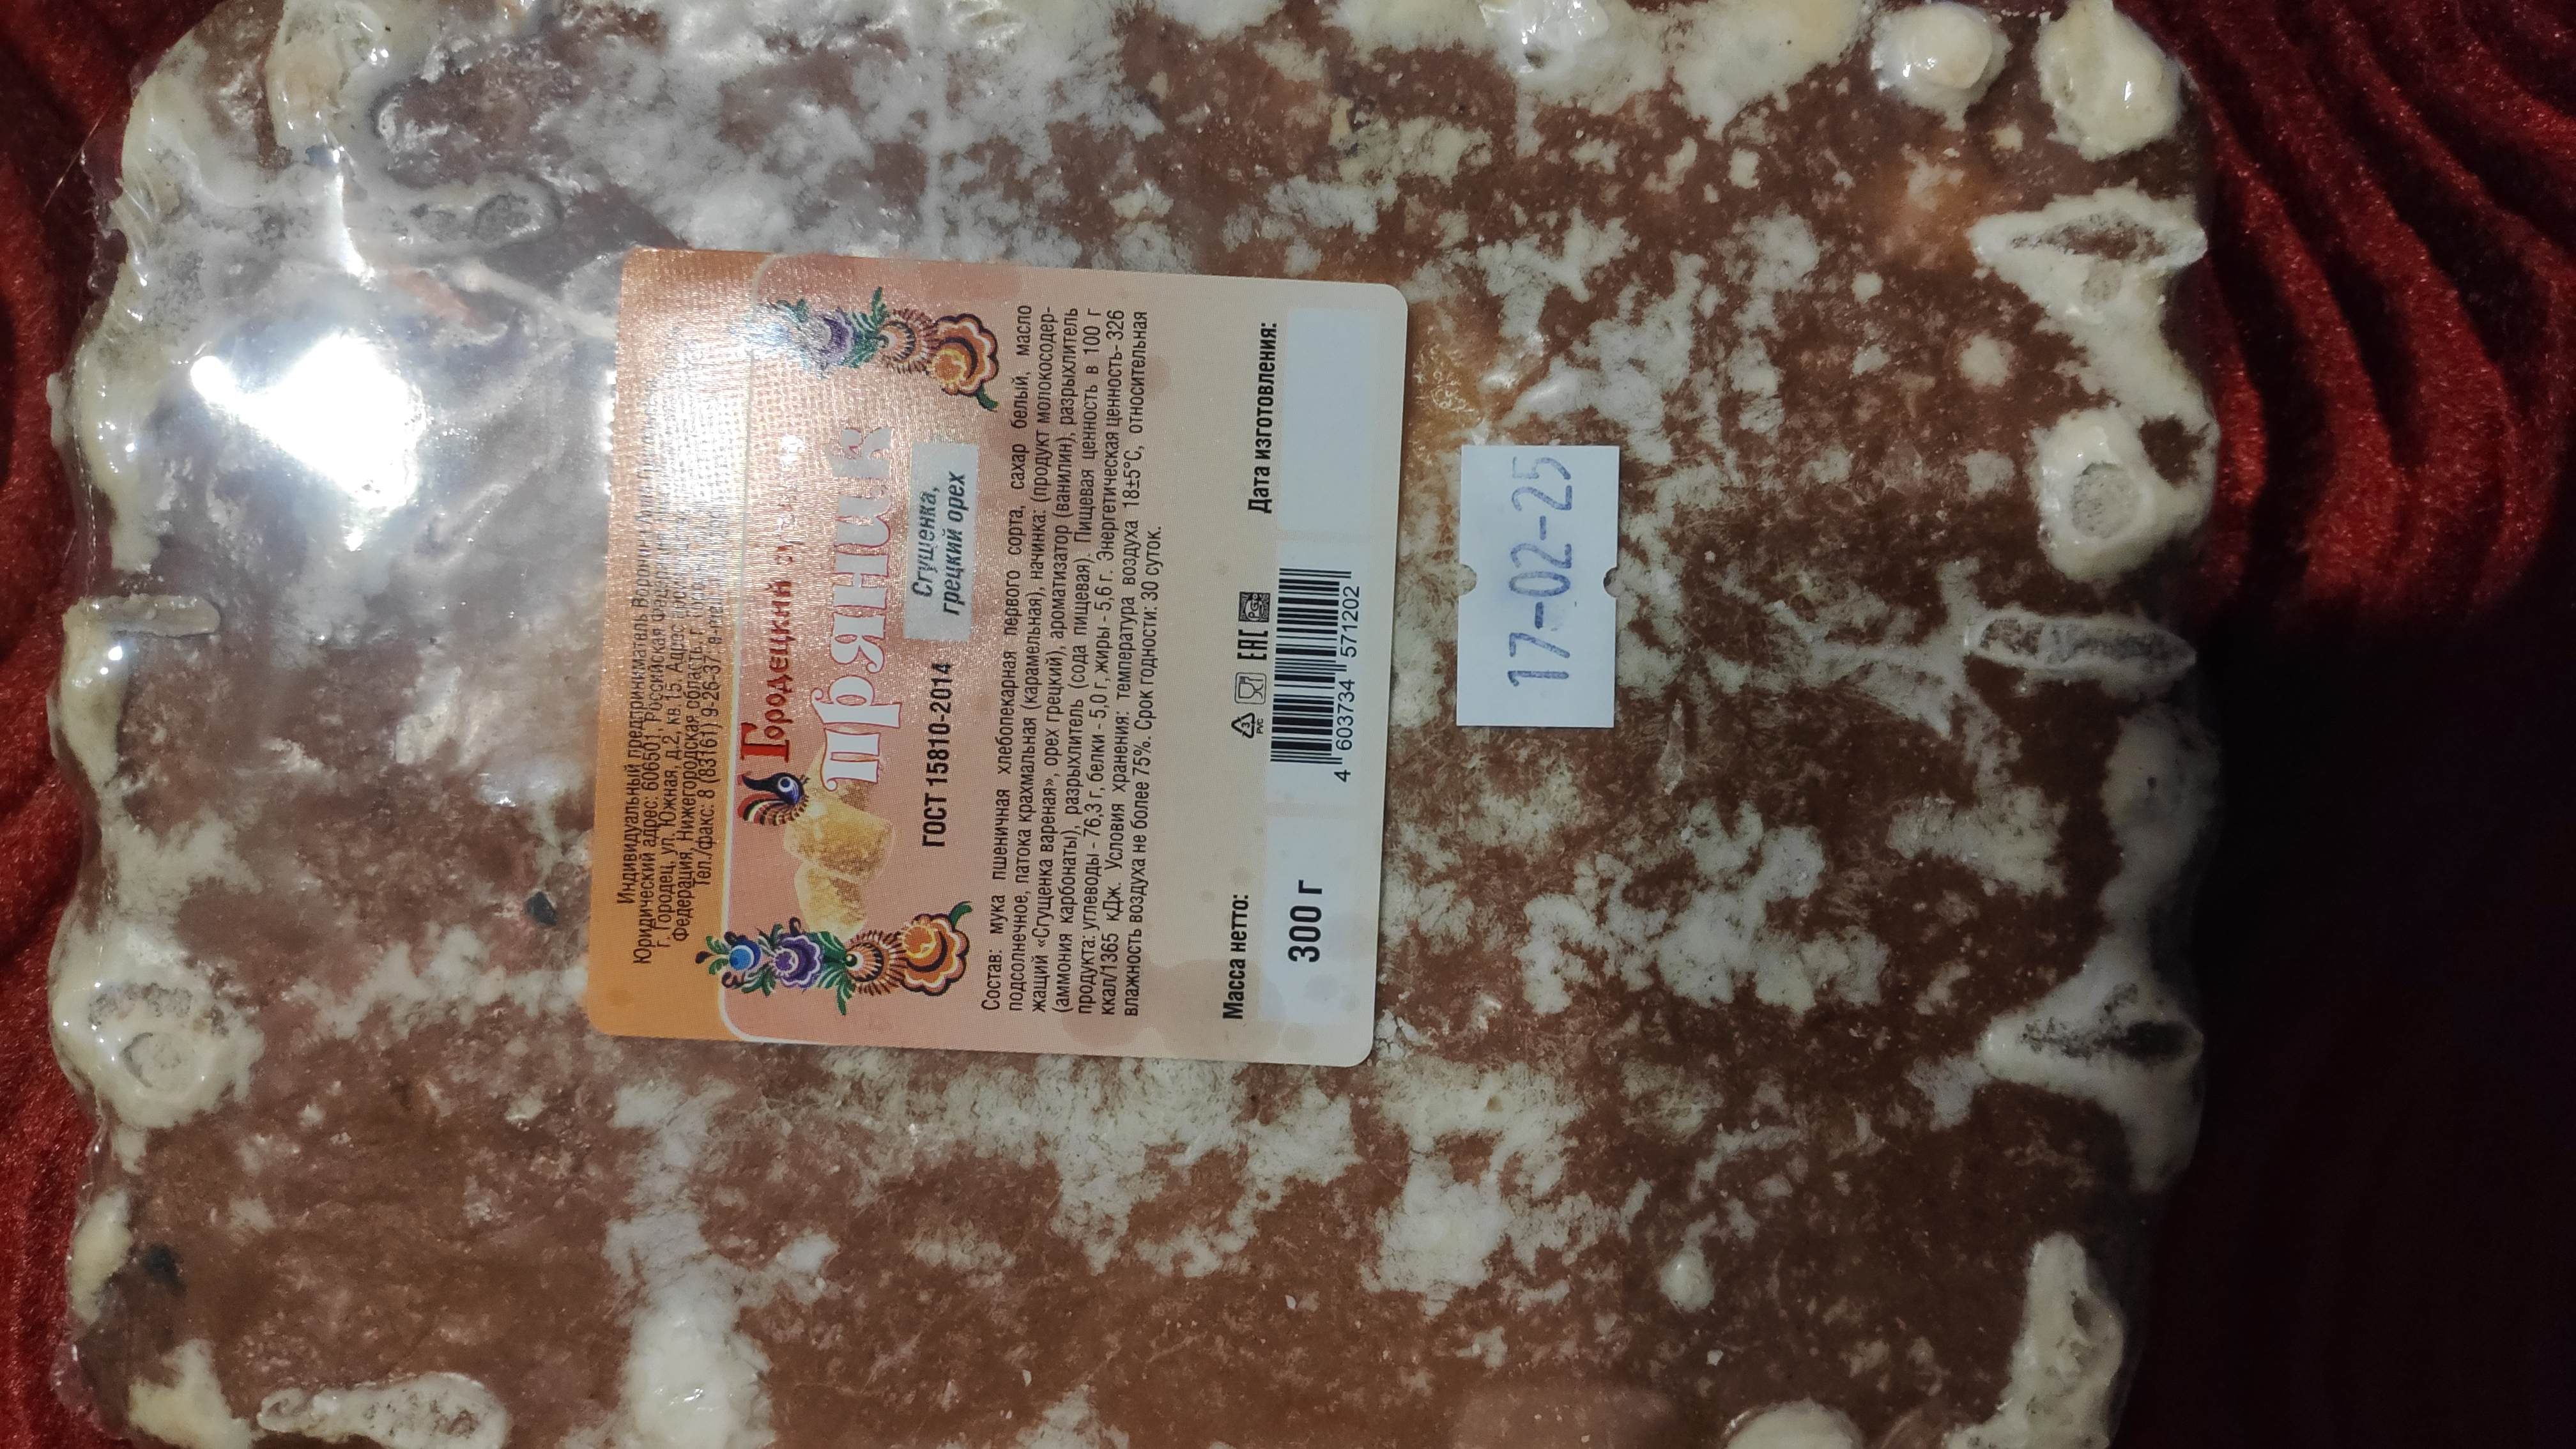 Индивидуальный предприниматель
Юридический адрес: 606501, Российская
г. Городец, ул. Южная, д.2, кв.15. Адрес
Федерация, Нижегородская область, г.
Тел./факс: 8 (83161) 9-26-37
Городецкий
пряник
Сгущенка,
грецкий орех
ГОСТ 15810-2014
Состав: мука пшеничная хлебопекарная первого сорта, сахар белый, масло
подсолнечное, патока крахмальная (карамельная), начинка: (продукт молокосодер-
жащий «Сгущенка вареная», орех грецкий), ароматизатор (ванилин), разрыхлитель
(аммония карбонаты), разрыхлитель (сода пищевая). Пищевая ценность в 100 г
продукта: углеводы - 76,3 г, белки - 5,0 г, жиры - 5,6 г. Энергетическая ценность- 326
ккал/1365 кДж. Условия хранения: температура воздуха 18±5°С, относительная
влажность воздуха не более 75%. Срок годности: 30 суток.
Масса нетто:
300 г
3
PVC
EAC
PGP
4 603734 571202
Дата изготовления:
17-02-25